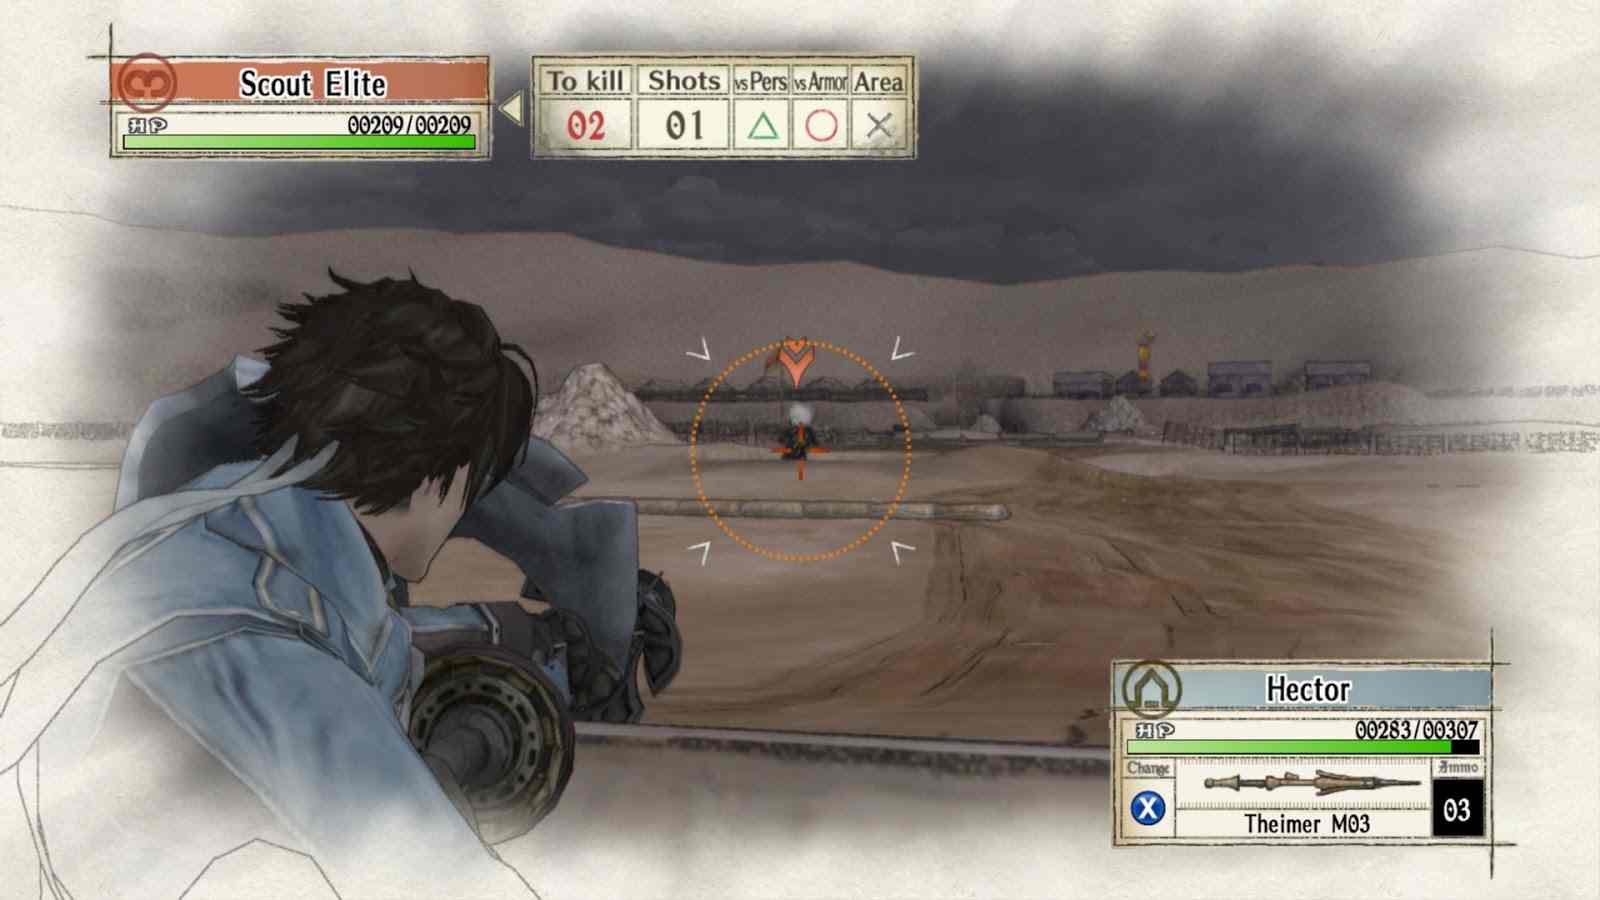 Scout Elite
HP 00209/00209
To kill Shots vs Pers vs Armor Area
02 01
Hector
HP 00283/00307
Change Ammo
X 03
Theimer M03